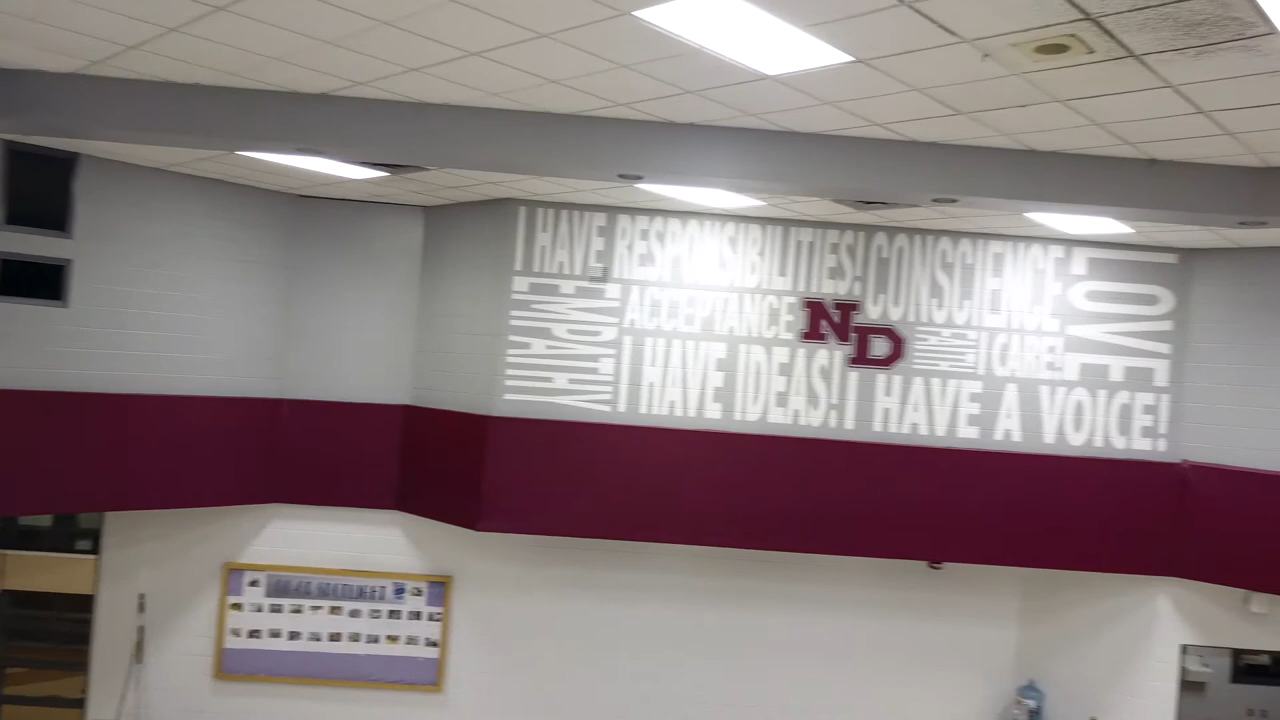 I HAVE RESPONSIBILITIES! CONSCIENCE LOVE
EMPATHY ACCEPTANCE ND FAITH I CARE!
I HAVE IDEAS! I HAVE A VOICE!